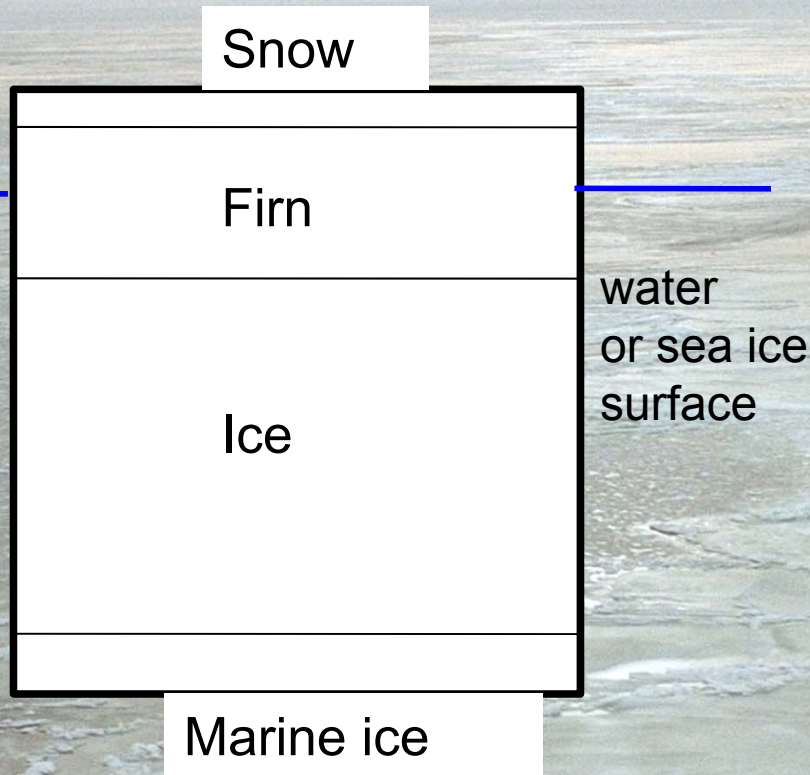 Snow
Firn
water
or sea ice
surface
Ice
Marine ice